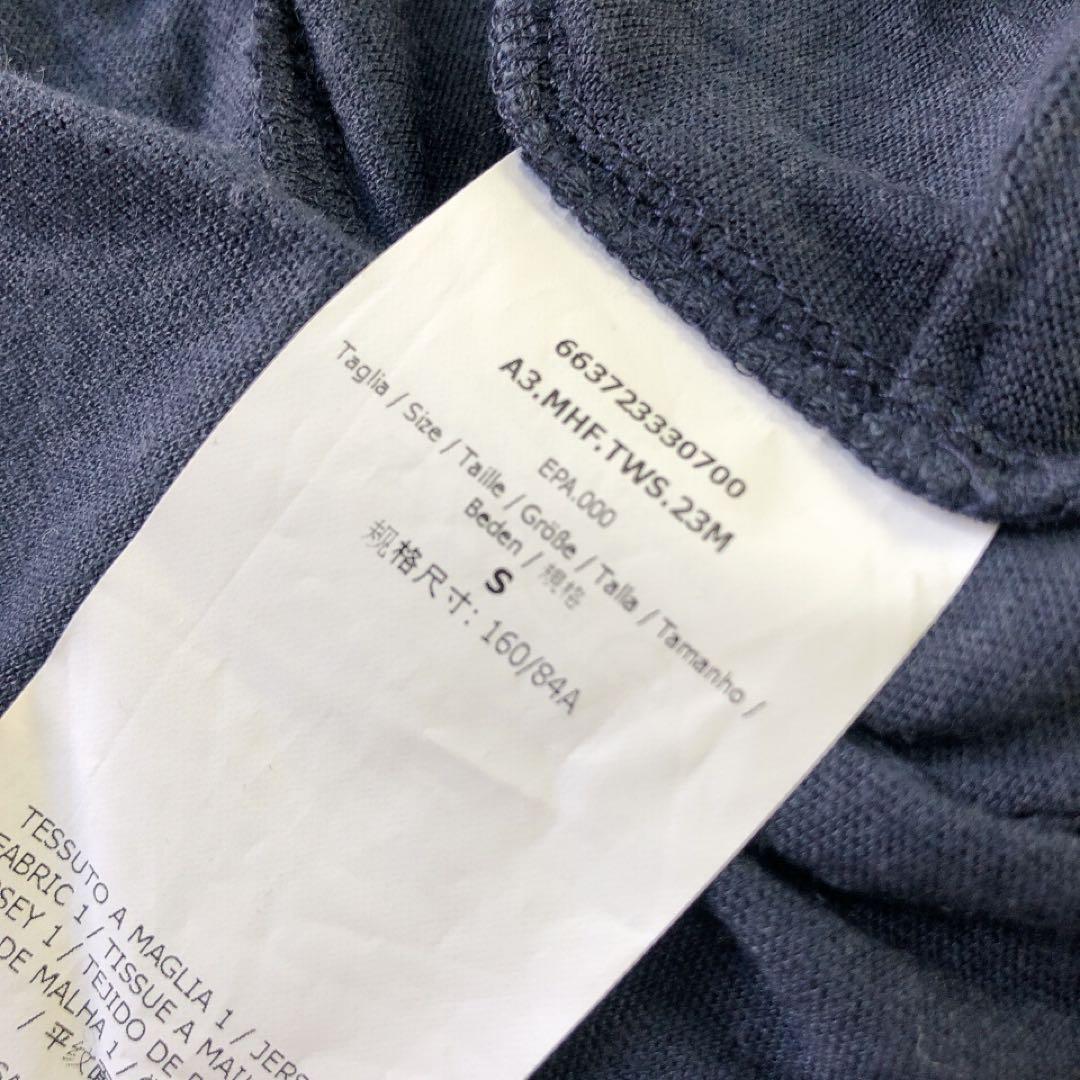 663723330700
A3.MHF.TWS.23M
EPA.000
Taglia / Size / Taille / Größe / Talla / Tamanho /
Beden / 規格
S
规格尺寸: 160/84A
TESSUTO A MAGLIA 1 / JERS
FABRIC 1 / TISSUE A MAIL
SEY 1 / TEJIDO DE
DE MALHA 1 /
/ 平纹面